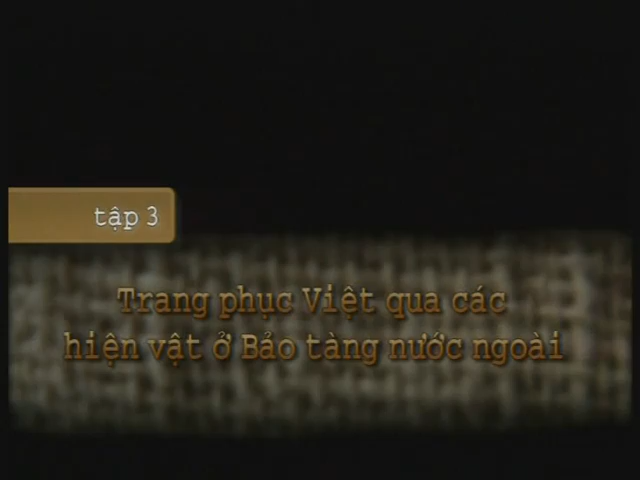 tập 3
Trang phục Việt qua các
hiện vật ở Bảo tàng nước ngoài